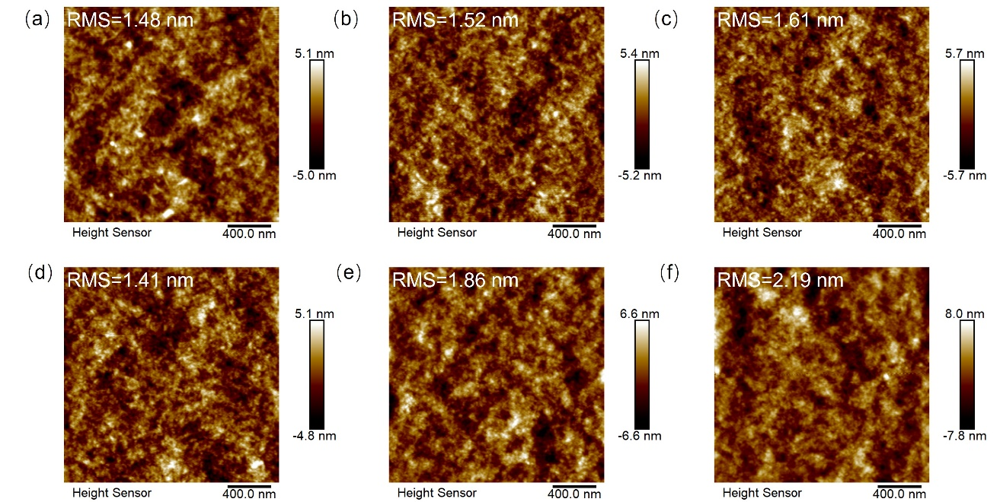 (a) RMS=1.48 nm
5.1 nm
-5.0 nm
Height Sensor 400.0 nm
(b) RMS=1.52 nm
5.4 nm
-5.2 nm
Height Sensor 400.0 nm
(c) RMS=1.61 nm
5.7 nm
-5.7 nm
Height Sensor 400.0 nm
(d) RMS=1.41 nm
5.1 nm
-4.8 nm
Height Sensor 400.0 nm
(e) RMS=1.86 nm
6.6 nm
-6.6 nm
Height Sensor 400.0 nm
(f) RMS=2.19 nm
8.0 nm
-7.8 nm
Height Sensor 400.0 nm